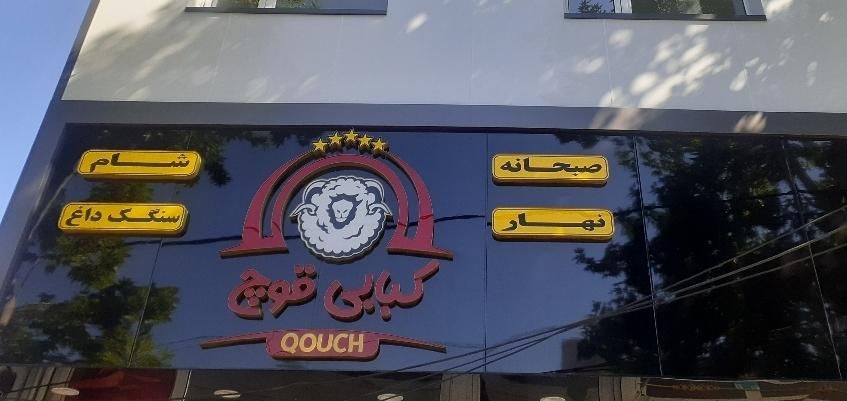 صبحانه
نهار
شام
سنگک داغ
کبابی قوچ
QOUCH